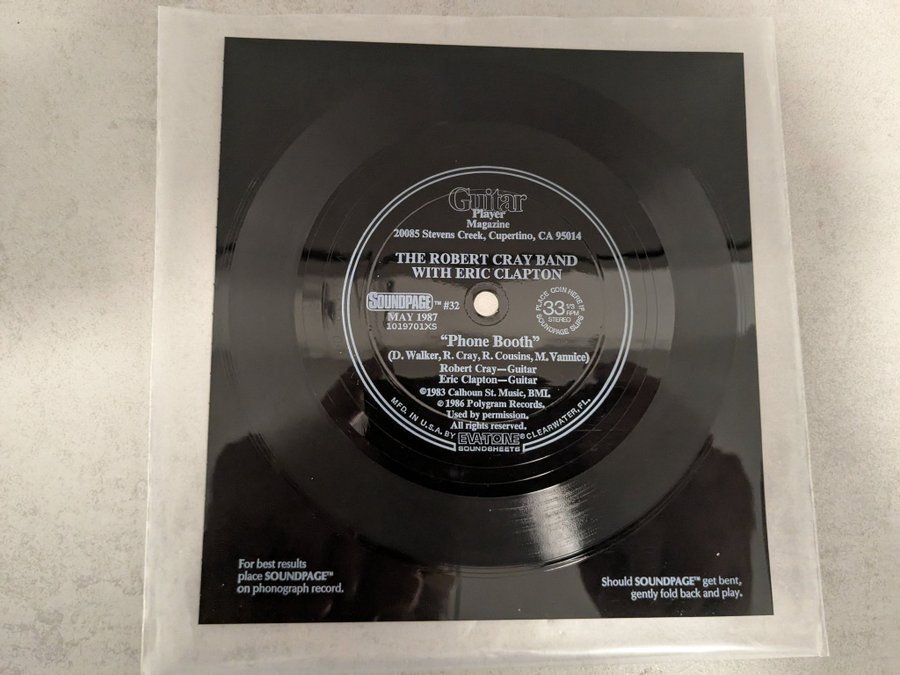 Guitar
Player
Magazine
20085 Stevens Creek, Cupertino, CA 95014
THE ROBERT CRAY BAND
WITH ERIC CLAPTON
SOUNDPAGE™ #32
MAY 1987
1019701XS
PLACE COIN HERE IF
SOUNDPAGE SLIPS
33 1/3
RPM
STEREO
“Phone Booth”
(D. Walker, R. Cray, R. Cousins, M. Vannice)
Robert Cray—Guitar
Eric Clapton—Guitar
©1983 Calhoun St. Music, BMI.
℗1986 Polygram Records.
Used by permission.
All rights reserved.
MFD. IN U.S.A. BY EVATONE® CLEARWATER, FL.
SOUNDSHEETS
For best results
place SOUNDPAGE™
on phonograph record.
Should SOUNDPAGE™ get bent,
gently fold back and play.